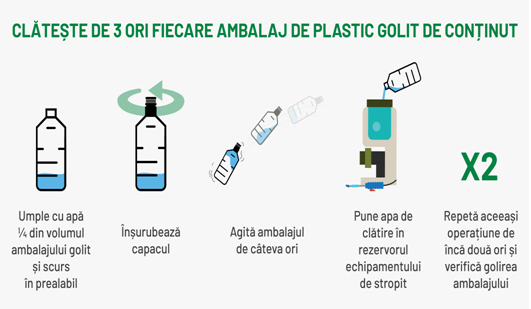 CLĂTEȘTE DE 3 ORI FIECARE AMBALAJ DE PLASTIC GOLIT DE CONȚINUT
X2
Umple cu apă
¼ din volumul
ambalajului golit
și scurs
în prealabil
Înșurubează
capacul
Agită ambalajul
de câteva ori
Pune apa de
clătire în
rezervorul
echipamentului
de stropit
Repetă aceeași
operațiune de
încă două ori și
verifică golirea
ambalajului